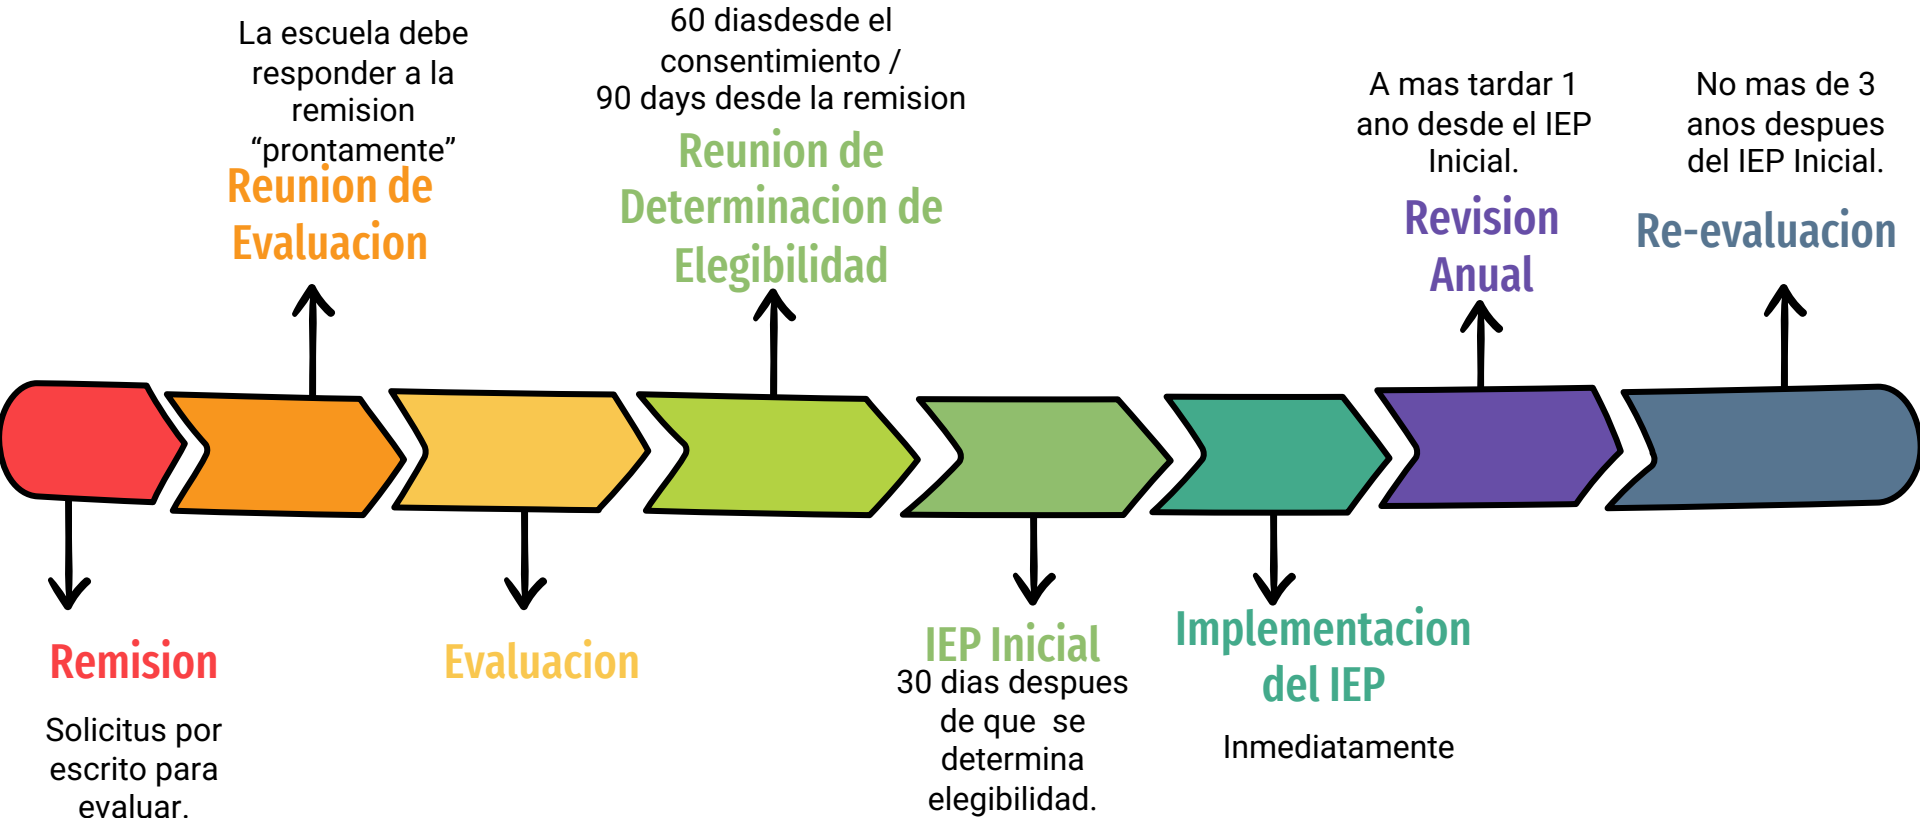 La escuela debe
responder a la
remision
“prontamente”
Reunion de
Evaluacion
60 diasdesde el
consentimiento /
90 days desde la remision
Reunion de
Determinacion de
Elegibilidad
A mas tardar 1
ano desde el IEP
Inicial.
Revision
Anual
No mas de 3
anos despues
del IEP Inicial.
Re-evaluacion
Remision
Solicitus por
escrito para
evaluar.
Evaluacion
IEP Inicial
30 dias despues
de que  se
determina
elegibilidad.
Implementacion
del IEP
Inmediatamente